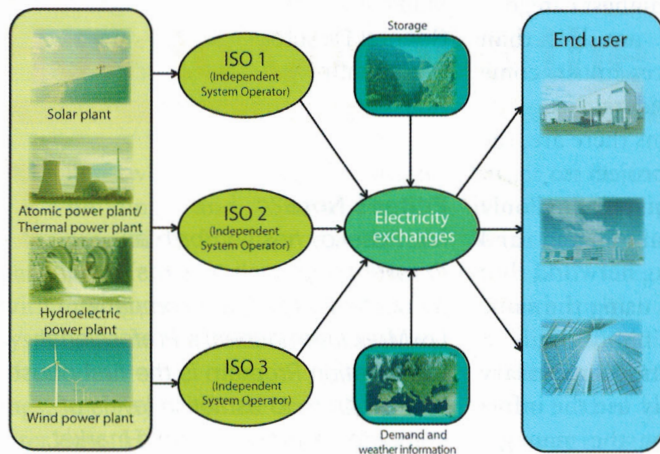 Solar plant
Atomic power plant/
Thermal power plant
Hydroelectric
power plant
Wind power plant
ISO 1
(Independent
System Operator)
ISO 2
(Independent
System Operator)
ISO 3
(Independent
System Operator)
Storage
Electricity
exchanges
Demand and
weather information
End user